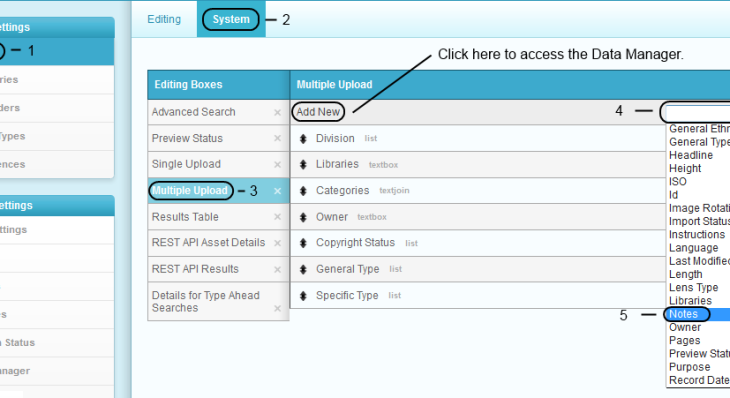 Editing
System
2
ettings
1
Click here to access the Data Manager.
ries
ders
Types
ences
Editing Boxes
Multiple Upload
Advanced Search ×
Add New
4
Preview Status ×
Division list
Single Upload ×
Libraries textbox
Multiple Upload 3 ×
Categories textjoin
Results Table ×
Owner textbox
REST API Asset Details ×
Copyright Status list
REST API Results ×
General Type list
Details for Type Ahead
Searches ×
Specific Type list
5
General Ethn
General Type
Headline
Height
ISO
Id
Image Rotati
Import Status
Instructions
Language
Last Modified
Length
Lens Type
Libraries
Notes
Owner
Pages
Preview Statu
Purpose
Record Date
ettings
ttings
s
n Status
anager